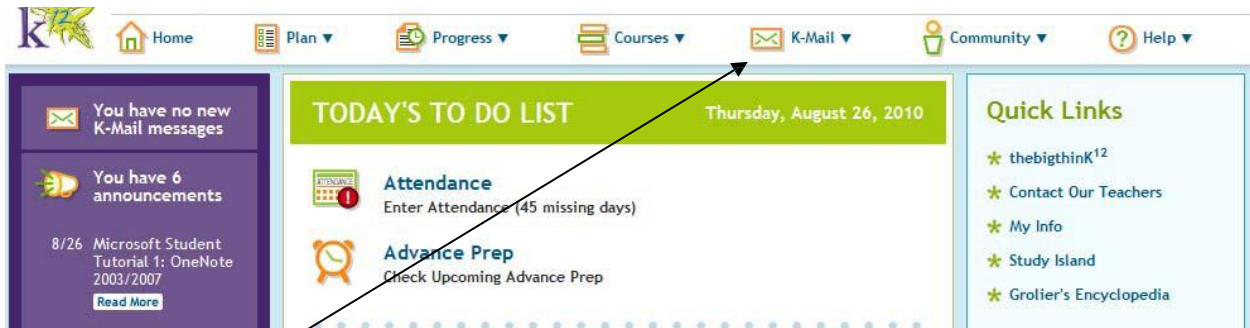 k12
Home
Plan ▼
Progress ▼
Courses ▼
K-Mail ▼
Community ▼
? Help ▼
You have no new
K-Mail messages
You have 6
announcements
8/26 Microsoft Student
Tutorial 1: OneNote
2003/2007
Read More
TODAY'S TO DO LIST
Thursday, August 26, 2010
ATTENDANCE
Attendance
Enter Attendance (45 missing days)
Advance Prep
Check Upcoming Advance Prep
Quick Links
thebigthinK12
Contact Our Teachers
My Info
Study Island
Grolier's Encyclopedia